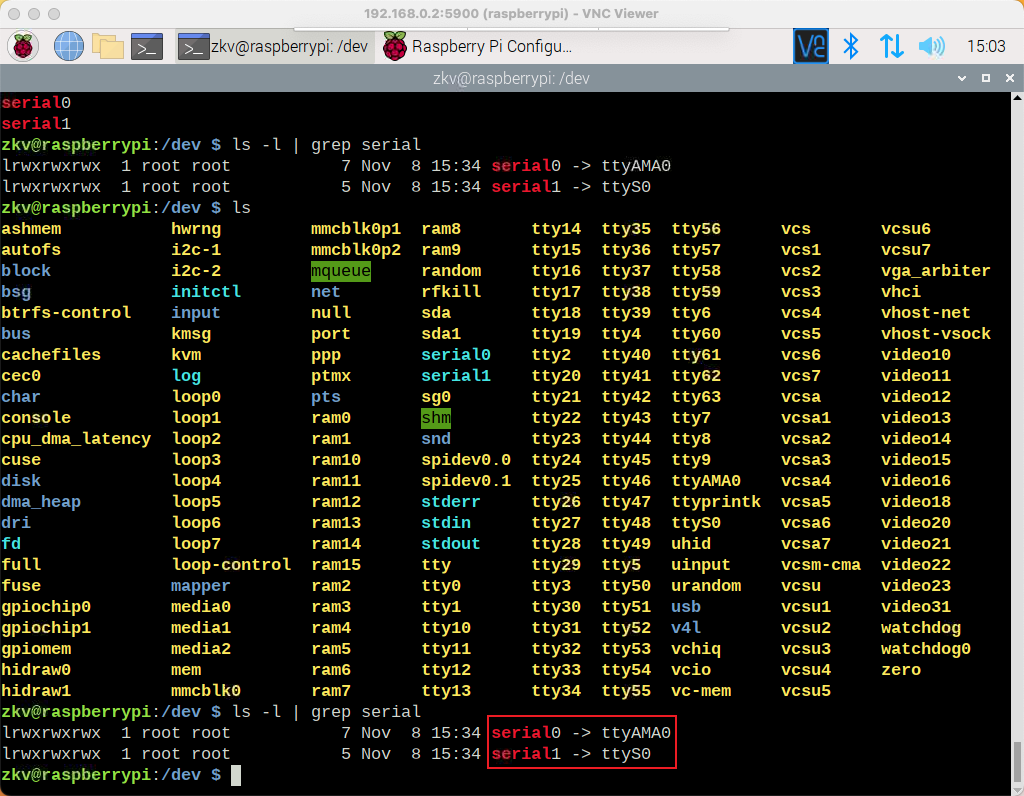 192.168.0.2:5900 (raspberrypi) - VNC Viewer
>_ >_ zkv@raspberrypi: /dev Raspberry Pi Configu... VC 15:03
zkv@raspberrypi: /dev
serial0
serial1
zkv@raspberrypi:/dev $ ls -l | grep serial
lrwxrwxrwx  1 root root           7 Nov  8 15:34 serial0 -> ttyAMA0
lrwxrwxrwx  1 root root           5 Nov  8 15:34 serial1 -> ttyS0
zkv@raspberrypi:/dev $ ls
ashmem hwrng mmcblk0p1 ram8 tty14 tty35 tty56 vcs vcsu6
autofs i2c-1 mmcblk0p2 ram9 tty15 tty36 tty57 vcs1 vcsu7
block i2c-2 mqueue random tty16 tty37 tty58 vcs2 vga_arbiter
bsg initctl net rfkill tty17 tty38 tty59 vcs3 vhci
btrfs-control input null sda tty18 tty39 tty6 vcs4 vhost-net
bus kmsg port sda1 tty19 tty4 tty60 vcs5 vhost-vsock
cachefiles kvm ppp serial0 tty2 tty40 tty61 vcs6 video10
cec0 log ptmx serial1 tty20 tty41 tty62 vcs7 video11
char loop0 pts sg0 tty21 tty42 tty63 vcsa video12
console loop1 ram0 shm tty22 tty43 tty7 vcsa1 video13
cpu_dma_latency loop2 ram1 snd tty23 tty44 tty8 vcsa2 video14
cuse loop3 ram10 spidev0.0 tty24 tty45 tty9 vcsa3 video15
disk loop4 ram11 spidev0.1 tty25 tty46 ttyAMA0 vcsa4 video16
dma_heap loop5 ram12 stderr tty26 tty47 ttyprintk vcsa5 video18
dri loop6 ram13 stdin tty27 tty48 ttyS0 vcsa6 video20
fd loop7 ram14 stdout tty28 tty49 uhid vcsa7 video21
full loop-control ram15 tty tty29 tty5 uinput vcsm-cma video22
fuse mapper ram2 tty0 tty3 tty50 urandom vcsu video23
gpiochip0 media0 ram3 tty1 tty30 tty51 usb vcsu1 video31
gpiochip1 media1 ram4 tty10 tty31 tty52 v4l vcsu2 watchdog
gpiomem media2 ram5 tty11 tty32 tty53 vchiq vcsu3 watchdog0
hidraw0 mem ram6 tty12 tty33 tty54 vcio vcsu4 zero
hidraw1 mmcblk0 ram7 tty13 tty34 tty55 vc-mem vcsu5
zkv@raspberrypi:/dev $ ls -l | grep serial
lrwxrwxrwx  1 root root           7 Nov  8 15:34 serial0 -> ttyAMA0
lrwxrwxrwx  1 root root           5 Nov  8 15:34 serial1 -> ttyS0
zkv@raspberrypi:/dev $